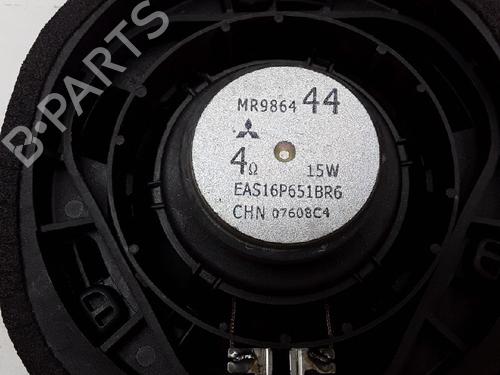 B-PARTS
MR9864 44
4Ω 15W
EAS16P651BR6
CHN 07608C4